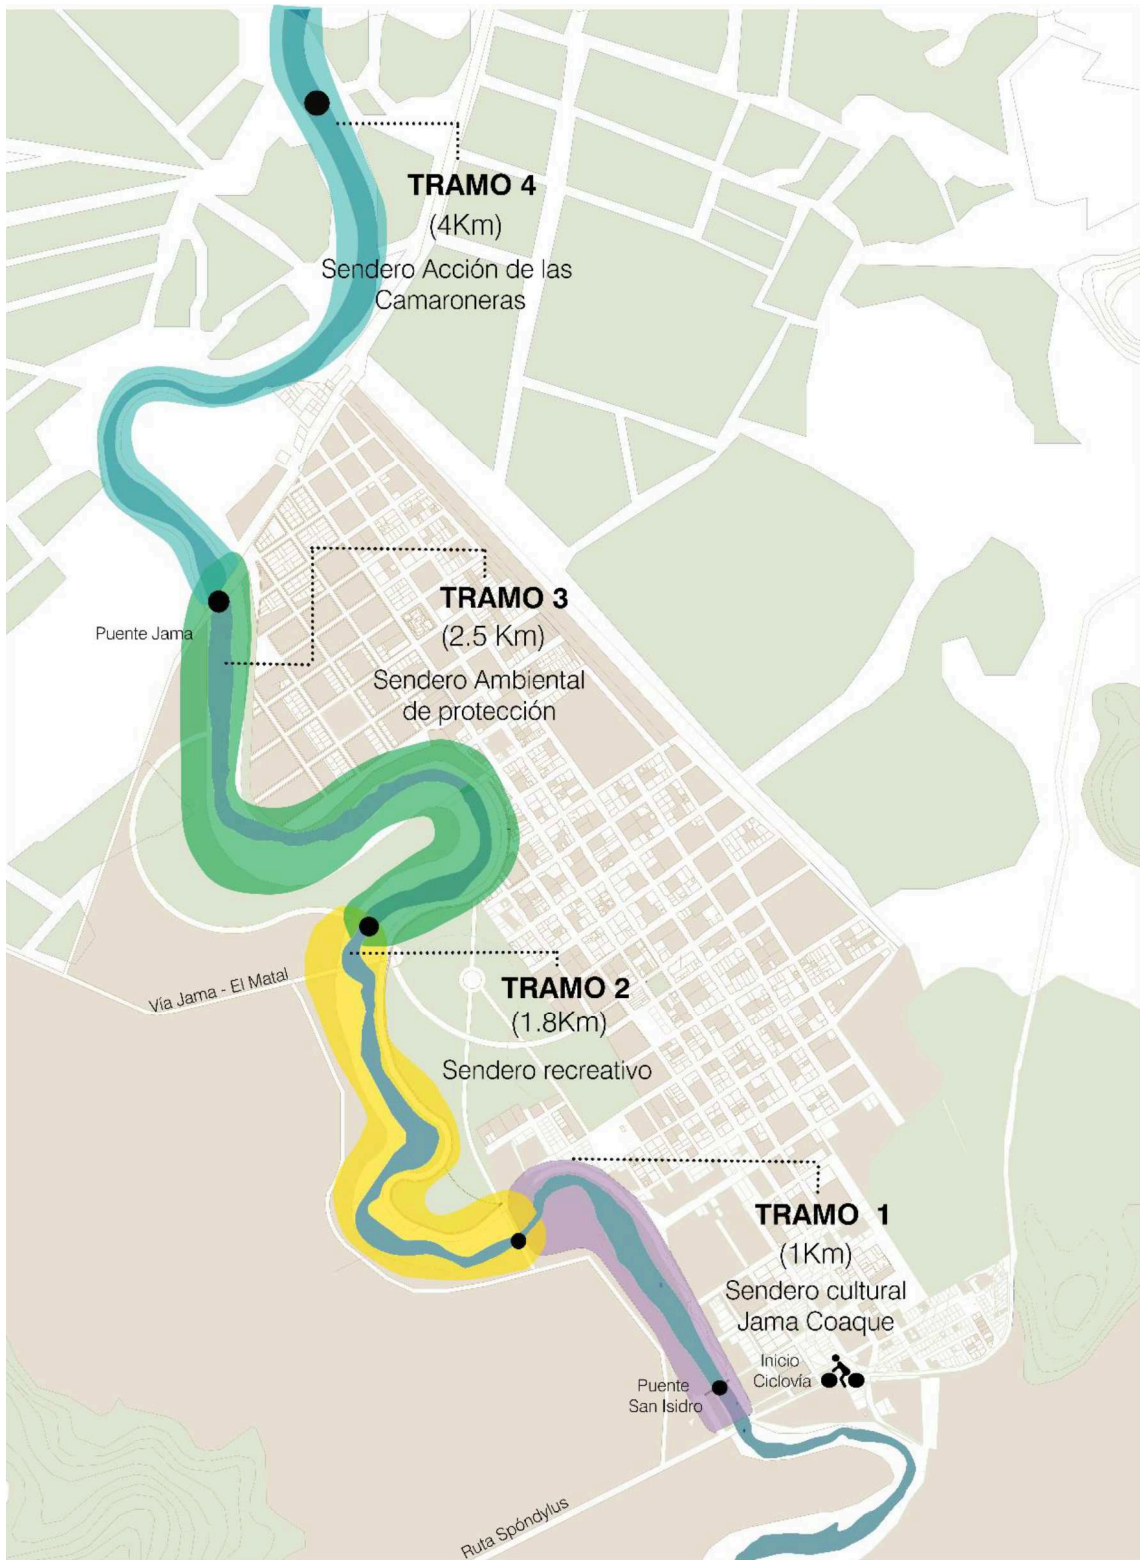 TRAMO 4
(4Km)
Sendero Acción de las
Camaroneras
TRAMO 3
(2.5 Km)
Puente Jama
Sendero Ambiental
de protección
Vía Jama - El Matal
TRAMO 2
(1.8Km)
Sendero recreativo
TRAMO 1
(1Km)
Sendero cultural
Jama Coaque
Inicio
Ciclovía
Puente
San Isidro
Ruta Spóndylus